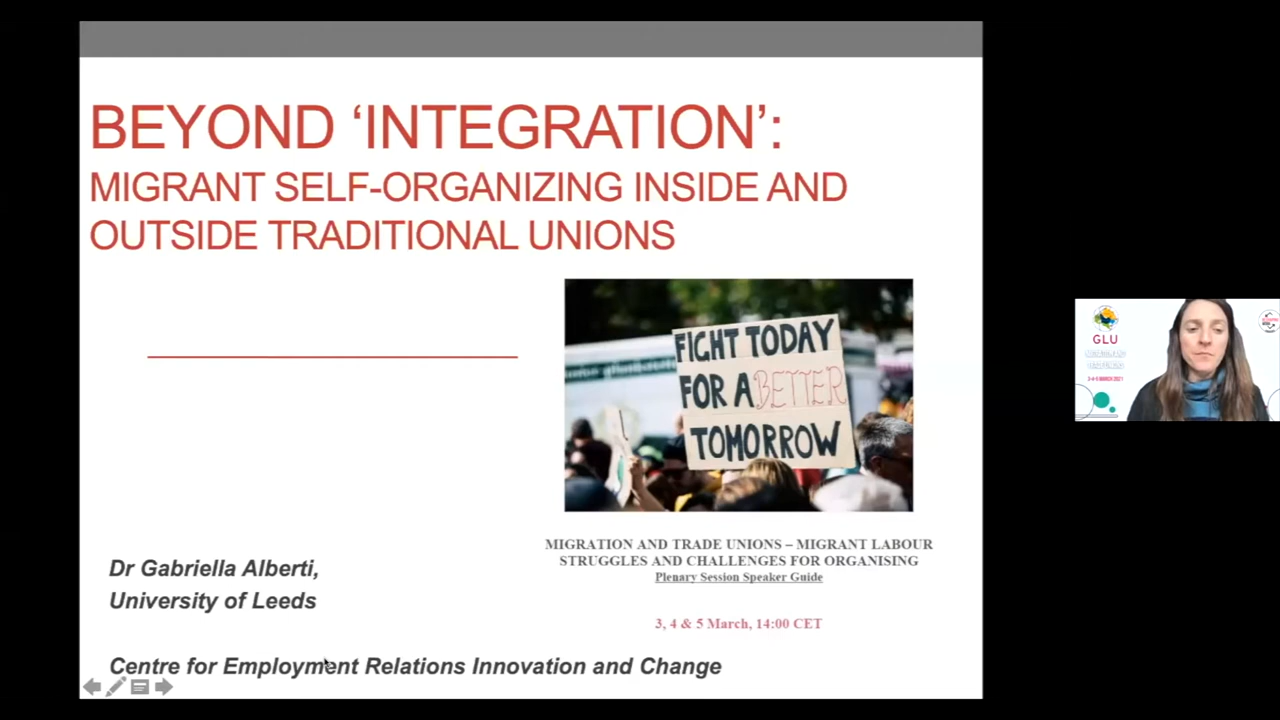 BEYOND ‘INTEGRATION’:
MIGRANT SELF-ORGANIZING INSIDE AND
OUTSIDE TRADITIONAL UNIONS
FIGHT TODAY
FOR A BETTER
TOMORROW
MIGRATION AND TRADE UNIONS – MIGRANT LABOUR
STRUGGLES AND CHALLENGES FOR ORGANISING
Plenary Session Speaker Guide
3, 4 & 5 March, 14:00 CET
Dr Gabriella Alberti,
University of Leeds
Centre for Employment Relations Innovation and Change
GLU